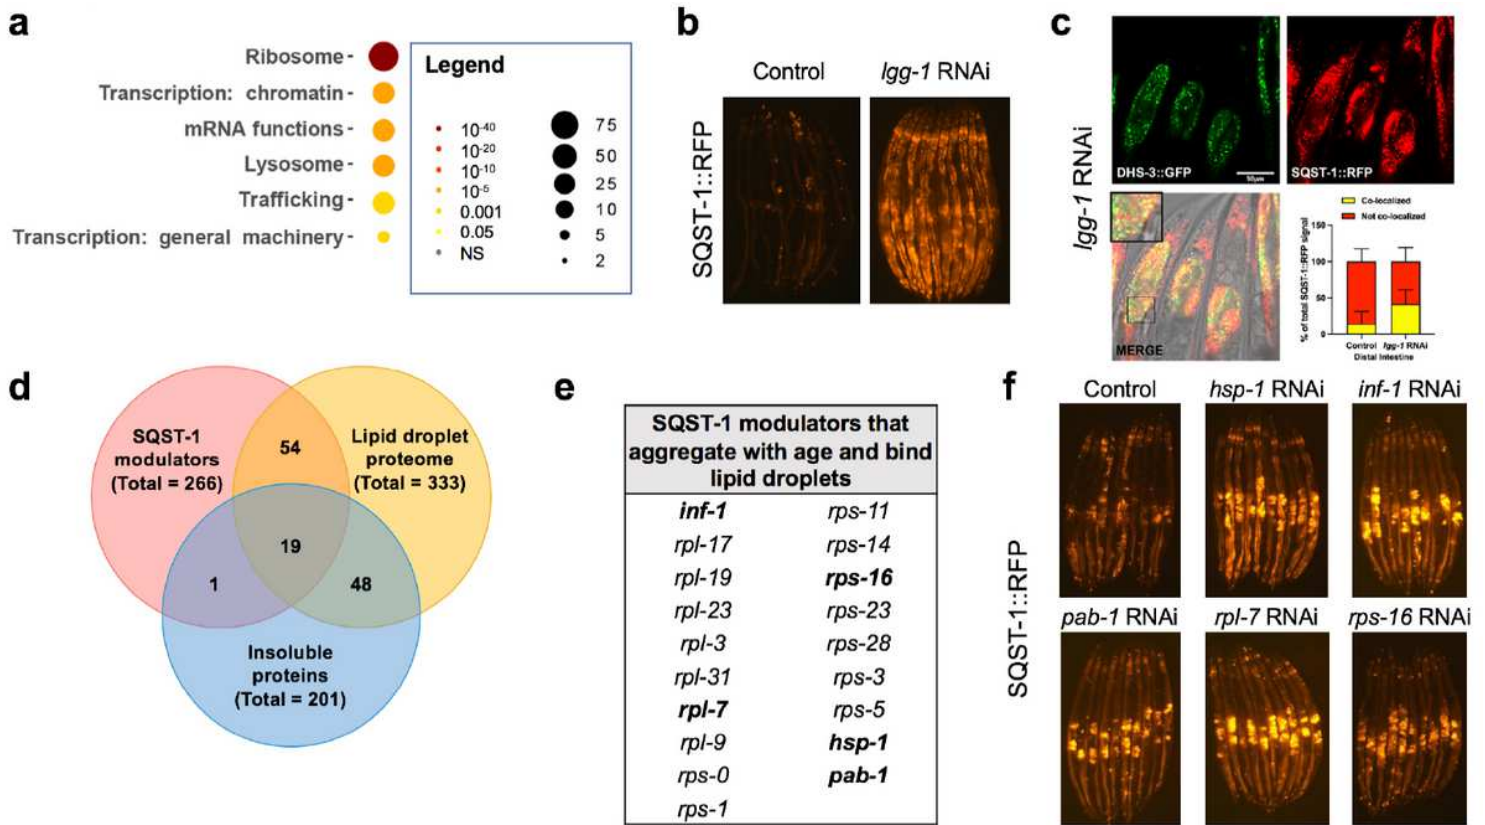 a
Ribosome
Transcription: chromatin
mRNA functions
Lysosome
Trafficking
Transcription: general machinery
Legend
10-40
10-20
10-10
10-5
0.001
0.05
NS
75
50
25
10
5
2
b
Control
lgg-1 RNAi
SQST-1::RFP
c
lgg-1 RNAi
DHS-3::GFP
50μm
SQST-1::RFP
MERGE
Co-localized
Not co-localized
% of total SQST-1::RFP signal
150
100
50
0
Control
lgg-1 RNAi
Distal Intestine
d
SQST-1
modulators
(Total = 266)
54
Lipid droplet
proteome
(Total = 333)
19
1
48
Insoluble
proteins
(Total = 201)
e
SQST-1 modulators that
aggregate with age and bind
lipid droplets
inf-1 rps-11
rpl-17 rps-14
rpl-19 rps-16
rpl-23 rps-23
rpl-3 rps-28
rpl-31 rps-3
rpl-7 rps-5
rpl-9 hsp-1
rps-0 pab-1
rps-1
f
Control
hsp-1 RNAi
inf-1 RNAi
SQST-1::RFP
pab-1 RNAi
rpl-7 RNAi
rps-16 RNAi